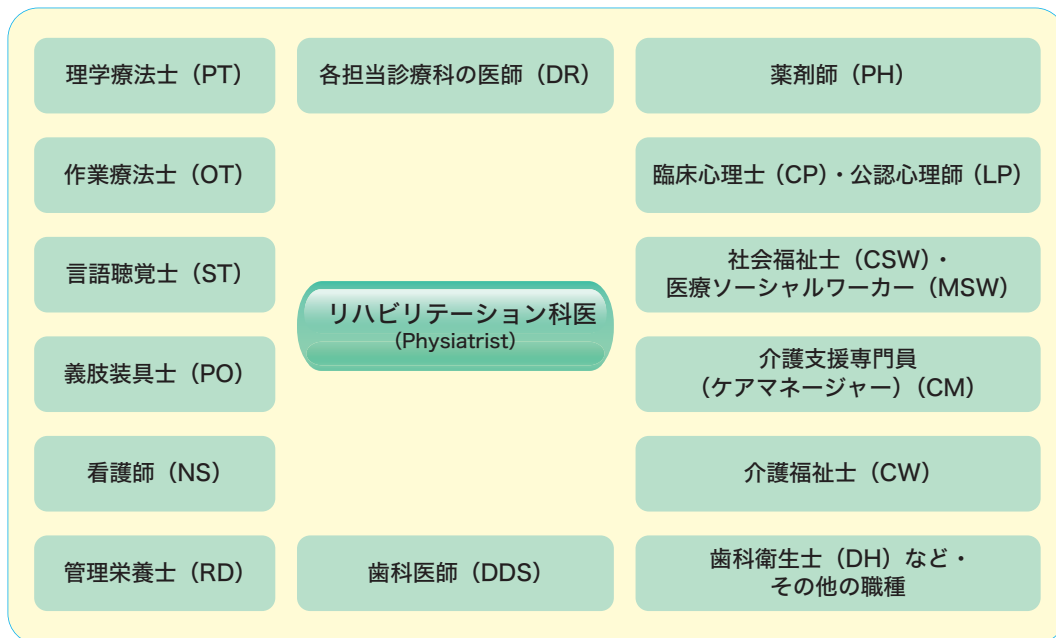 理学療法士（PT）
各担当診療科の医師（DR）
薬剤師（PH）
作業療法士（OT）
臨床心理士（CP）・公認心理師（LP）
言語聴覚士（ST）
社会福祉士（CSW）・
医療ソーシャルワーカー（MSW）
リハビリテーション科医
（Physiatrist）
義肢装具士（PO）
介護支援専門員
（ケアマネージャー）（CM）
看護師（NS）
介護福祉士（CW）
管理栄養士（RD）
歯科医師（DDS）
歯科衛生士（DH）など・
その他の職種